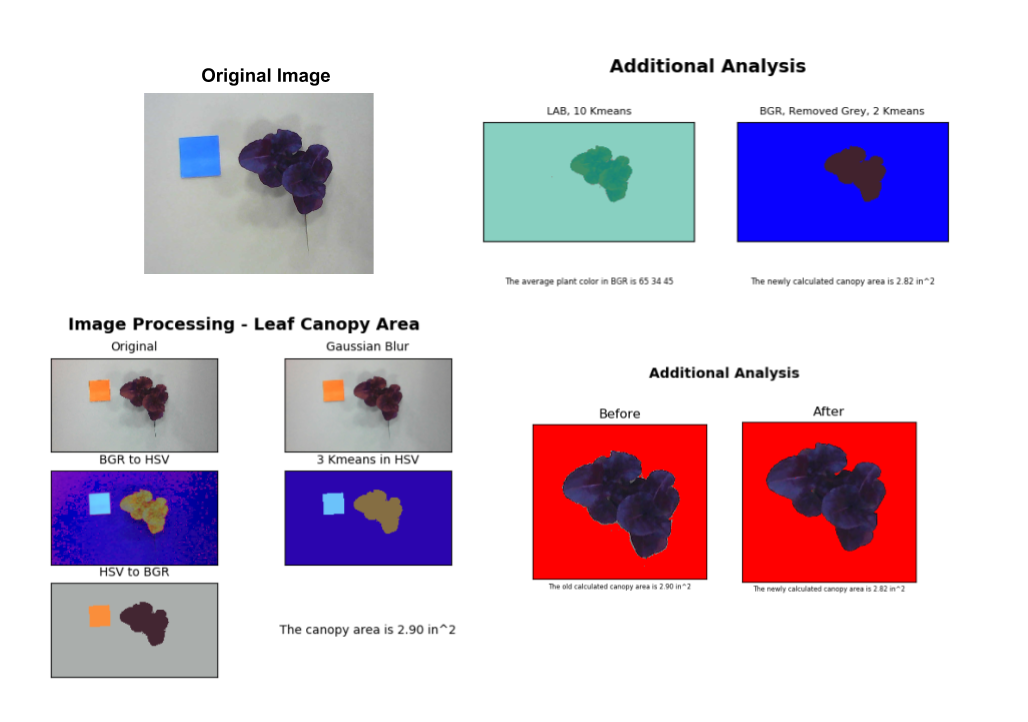 Original Image
Additional Analysis
LAB, 10 Kmeans
BGR, Removed Grey, 2 Kmeans
The average plant color in BGR is 65 34 45
The newly calculated canopy area is 2.82 in^2
Image Processing - Leaf Canopy Area
Original
Gaussian Blur
BGR to HSV
3 Kmeans in HSV
HSV to BGR
The canopy area is 2.90 in^2
Additional Analysis
Before
After
The old calculated canopy area is 2.90 in^2
The newly calculated canopy area is 2.82 in^2